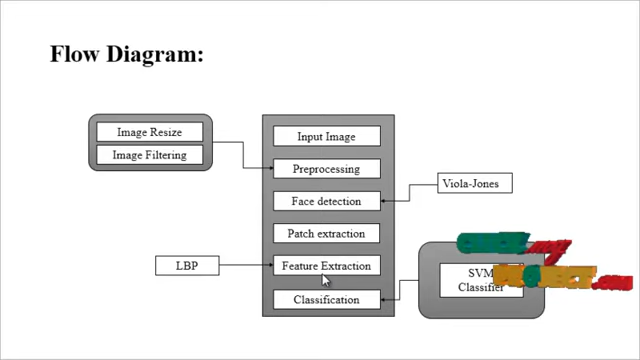 Flow Diagram:
Image Resize
Image Filtering
Input Image
Preprocessing
Face detection
Patch extraction
Feature Extraction
Classification
Viola-Jones
LBP
SVM
Classifier